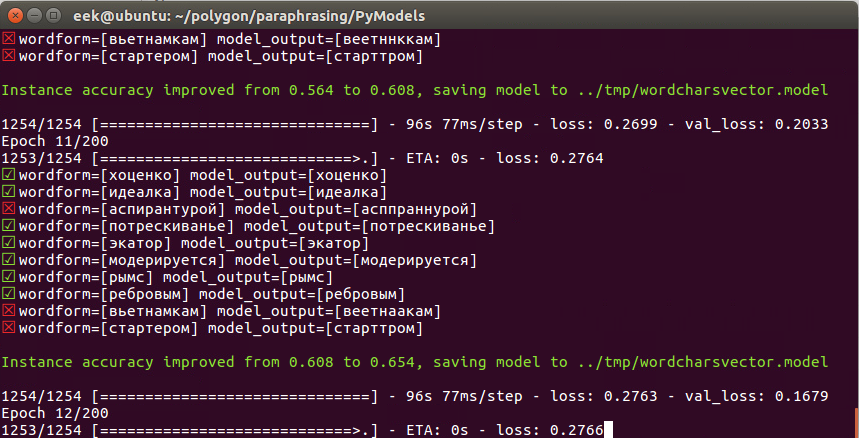 eek@ubuntu: ~/polygon/paraphrasing/PyModels
☒ wordform=[вьетнамкам] model_output=[веетннккам]
☒ wordform=[стартером] model_output=[старттром]
Instance accuracy improved from 0.564 to 0.608, saving model to ../tmp/wordcharsvector.model
1254/1254 [==============================] - 96s 77ms/step - loss: 0.2699 - val_loss: 0.2033
Epoch 11/200
1253/1254 [============================>.] - ETA: 0s - loss: 0.2764
☑ wordform=[хоценко] model_output=[хоценко]
☑ wordform=[идеалка] model_output=[идеалка]
☒ wordform=[аспирантурой] model_output=[асппраннурой]
☑ wordform=[потрескиванье] model_output=[потрескиванье]
☑ wordform=[экатор] model_output=[экатор]
☑ wordform=[модерируется] model_output=[модерируется]
☑ wordform=[рымс] model_output=[рымс]
☑ wordform=[ребровым] model_output=[ребровым]
☒ wordform=[вьетнамкам] model_output=[веетнаакам]
☒ wordform=[стартером] model_output=[старттром]
Instance accuracy improved from 0.608 to 0.654, saving model to ../tmp/wordcharsvector.model
1254/1254 [==============================] - 96s 77ms/step - loss: 0.2763 - val_loss: 0.1679
Epoch 12/200
1253/1254 [============================>.] - ETA: 0s - loss: 0.2766